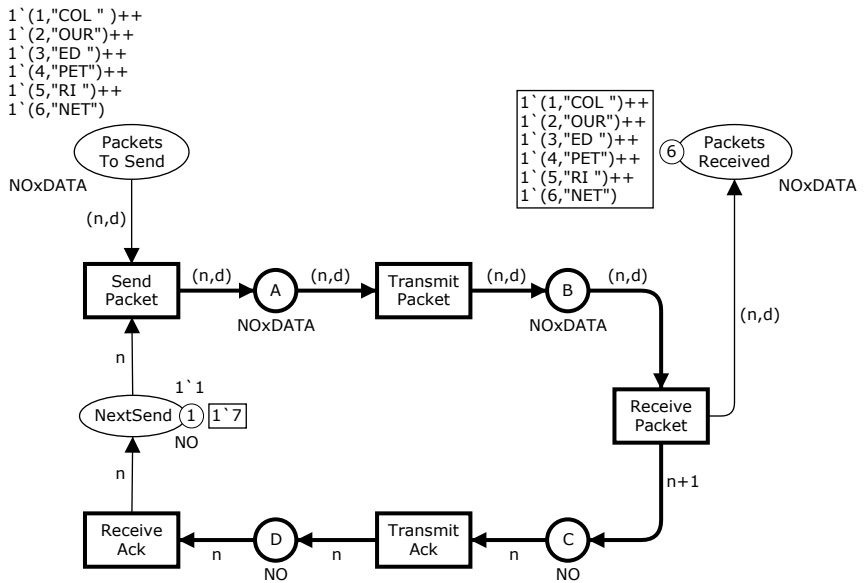 1`(1,"COL " )++
1`(2,"OUR")++
1`(3,"ED ")++
1`(4,"PET")++
1`(5,"RI ")++
1`(6,"NET")
Packets
To Send
NOxDATA
1`(1,"COL ")++
1`(2,"OUR")++
1`(3,"ED ")++
1`(4,"PET")++
1`(5,"RI ")++
1`(6,"NET")
6
Packets
Received
NOxDATA
(n,d)
Send
Packet
(n,d)
A
NOxDATA
(n,d)
Transmit
Packet
(n,d)
B
NOxDATA
(n,d)
(n,d)
n
1`1
NextSend
1
1`7
NO
Receive
Packet
n
n+1
Receive
Ack
n
D
NO
n
Transmit
Ack
n
C
NO